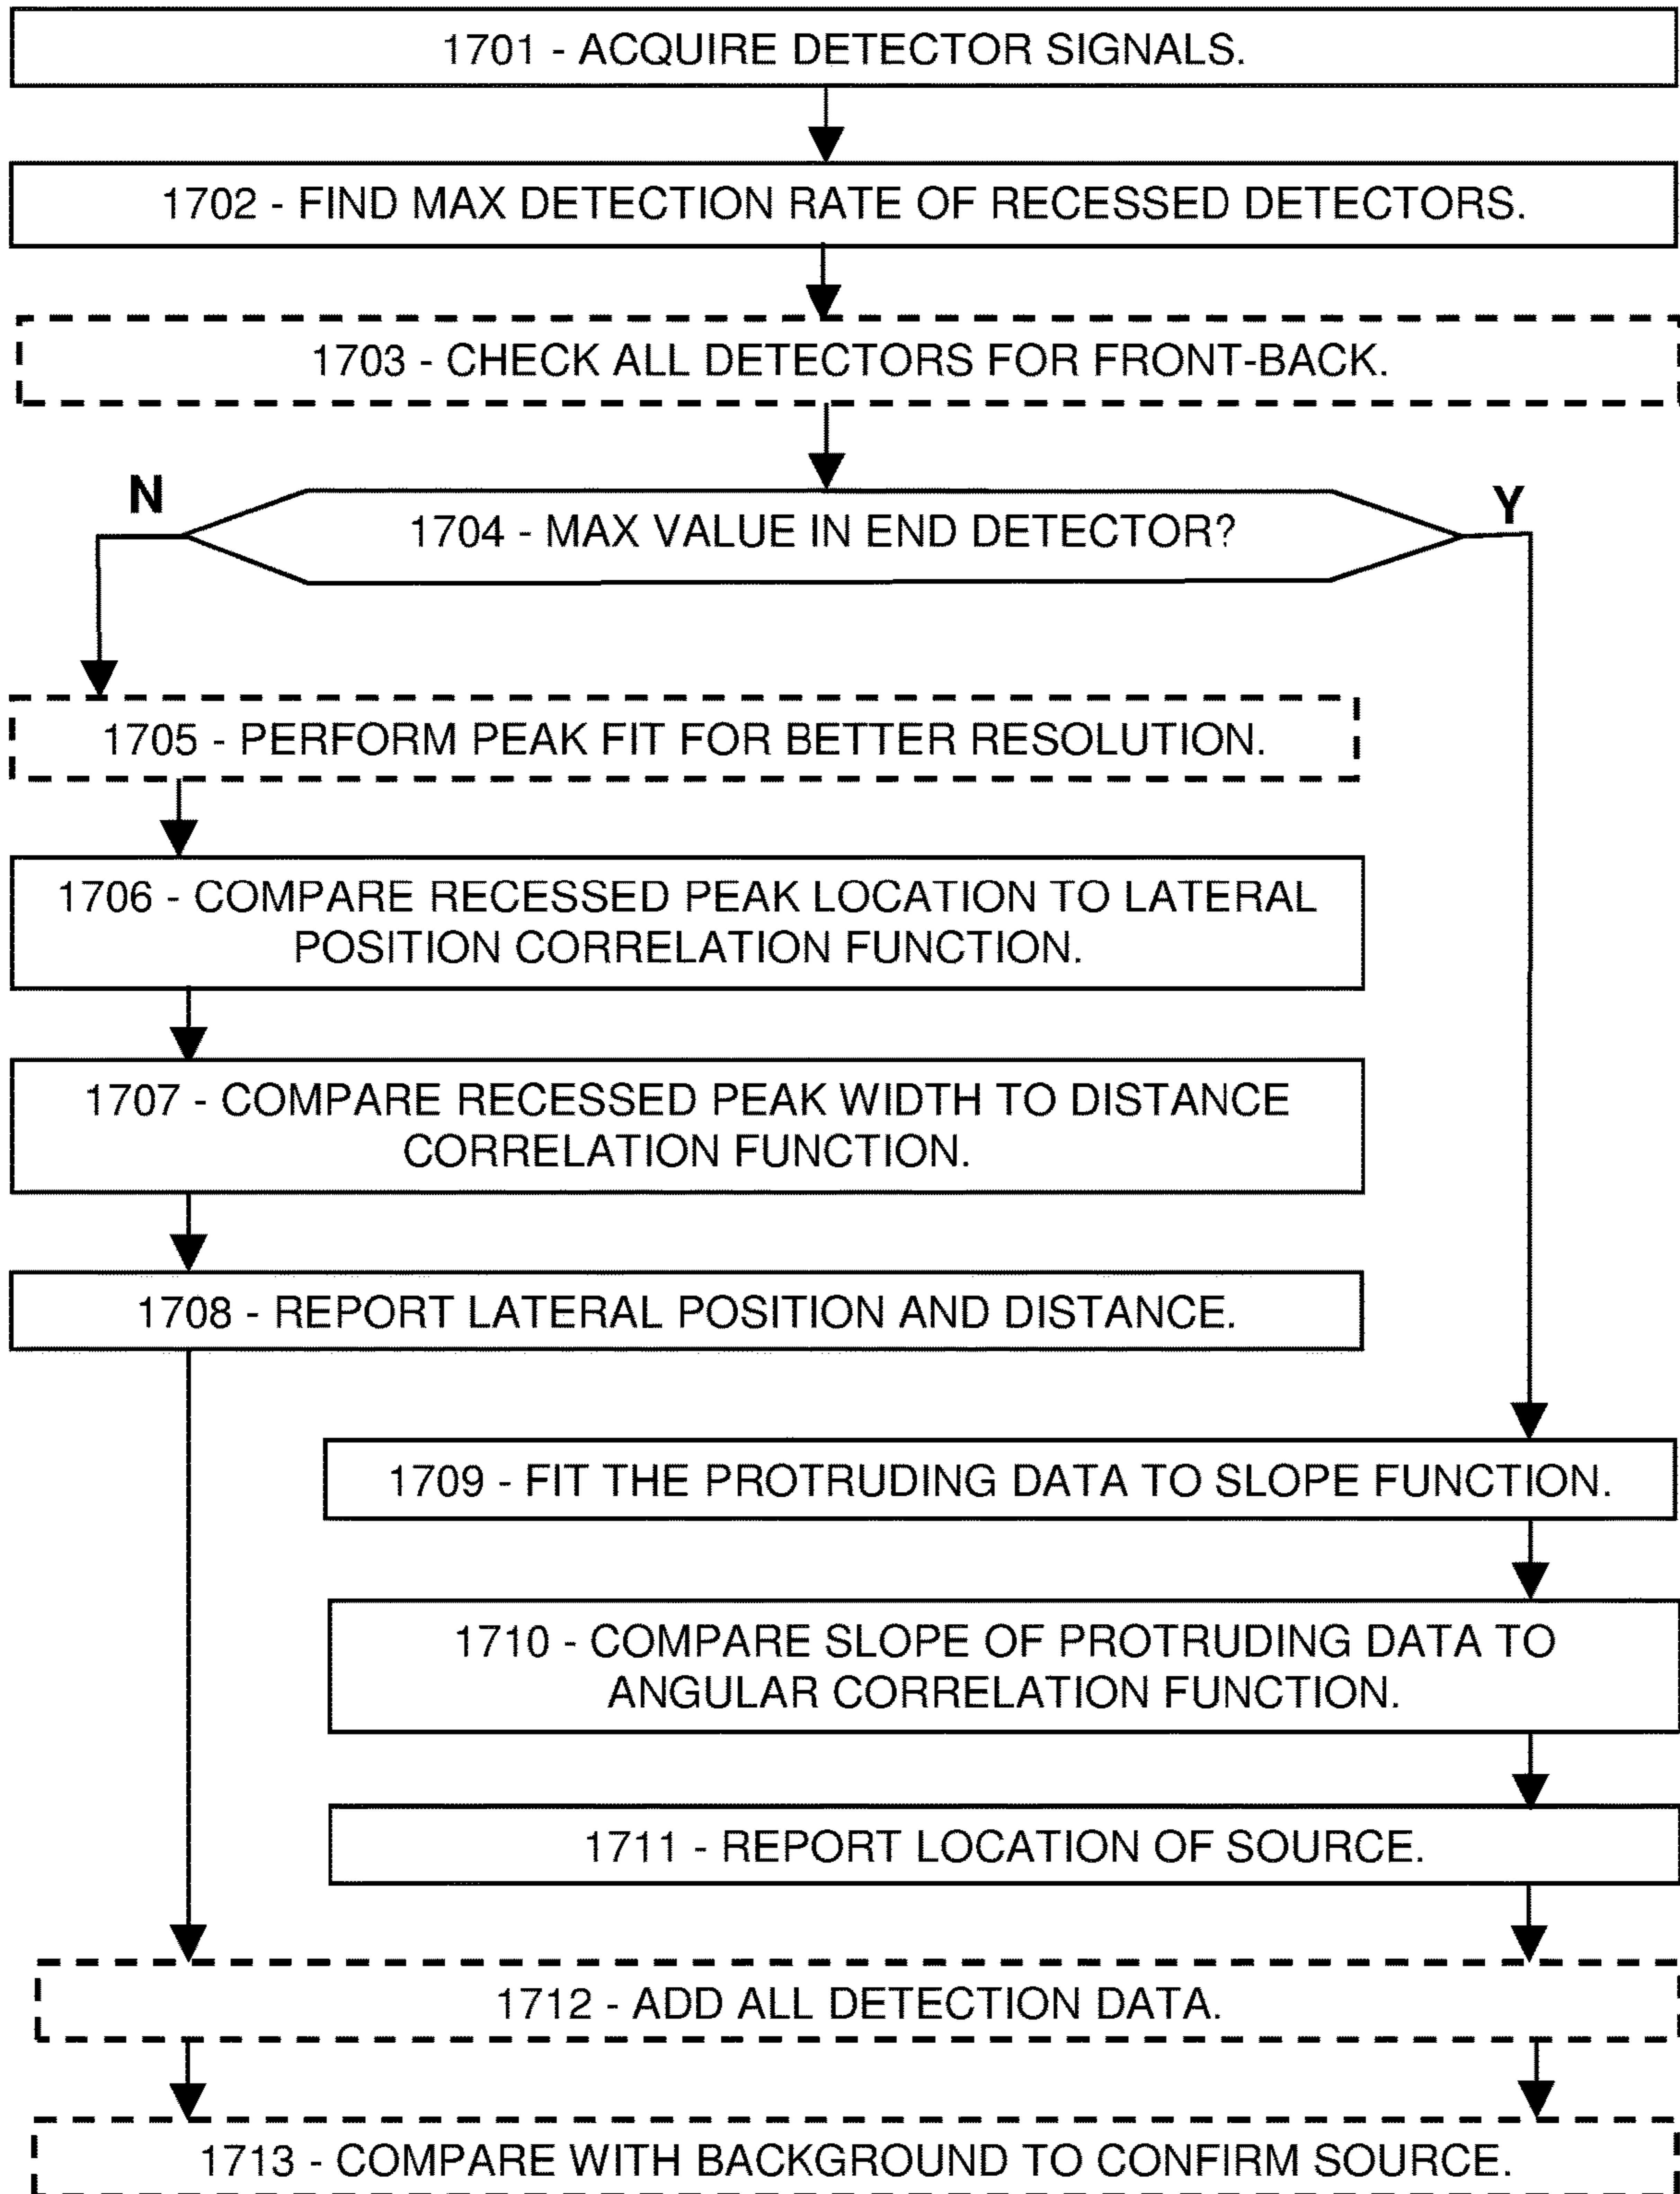 1701 - ACQUIRE DETECTOR SIGNALS.
1702 - FIND MAX DETECTION RATE OF RECESSED DETECTORS.
1703 - CHECK ALL DETECTORS FOR FRONT-BACK.
N
Y
1704 - MAX VALUE IN END DETECTOR?
1705 - PERFORM PEAK FIT FOR BETTER RESOLUTION.
1706 - COMPARE RECESSED PEAK LOCATION TO LATERAL
POSITION CORRELATION FUNCTION.
1707 - COMPARE RECESSED PEAK WIDTH TO DISTANCE
CORRELATION FUNCTION.
1708 - REPORT LATERAL POSITION AND DISTANCE.
1709 - FIT THE PROTRUDING DATA TO SLOPE FUNCTION.
1710 - COMPARE SLOPE OF PROTRUDING DATA TO
ANGULAR CORRELATION FUNCTION.
1711 - REPORT LOCATION OF SOURCE.
1712 - ADD ALL DETECTION DATA.
1713 - COMPARE WITH BACKGROUND TO CONFIRM SOURCE.